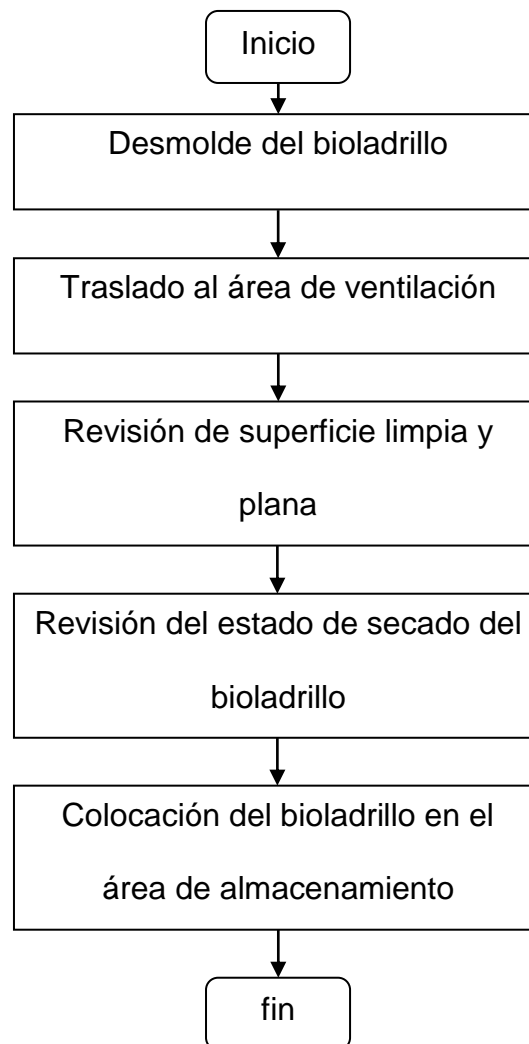 Inicio
Desmolde del bioladrillo
Traslado al área de ventilación
Revisión de superficie limpia y
plana
Revisión del estado de secado del
bioladrillo
Colocación del bioladrillo en el
área de almacenamiento
fin